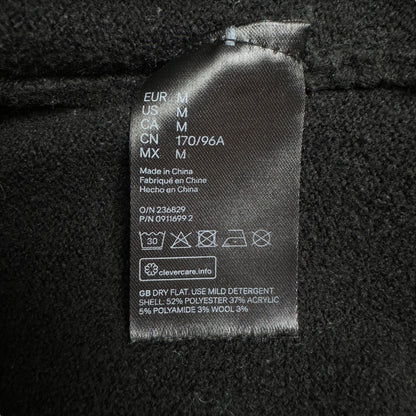 EUR M
US M
CA M
CN 170/96A
MX M
Made in China
Fabriqué en Chine
Hecho en China
O/N 236829
P/N 0911699 2
30
clevercare.info
GB DRY FLAT. USE MILD DETERGENT.
SHELL: 52% POLYESTER 37% ACRYLIC
5% POLYAMIDE 3% WOOL 3%